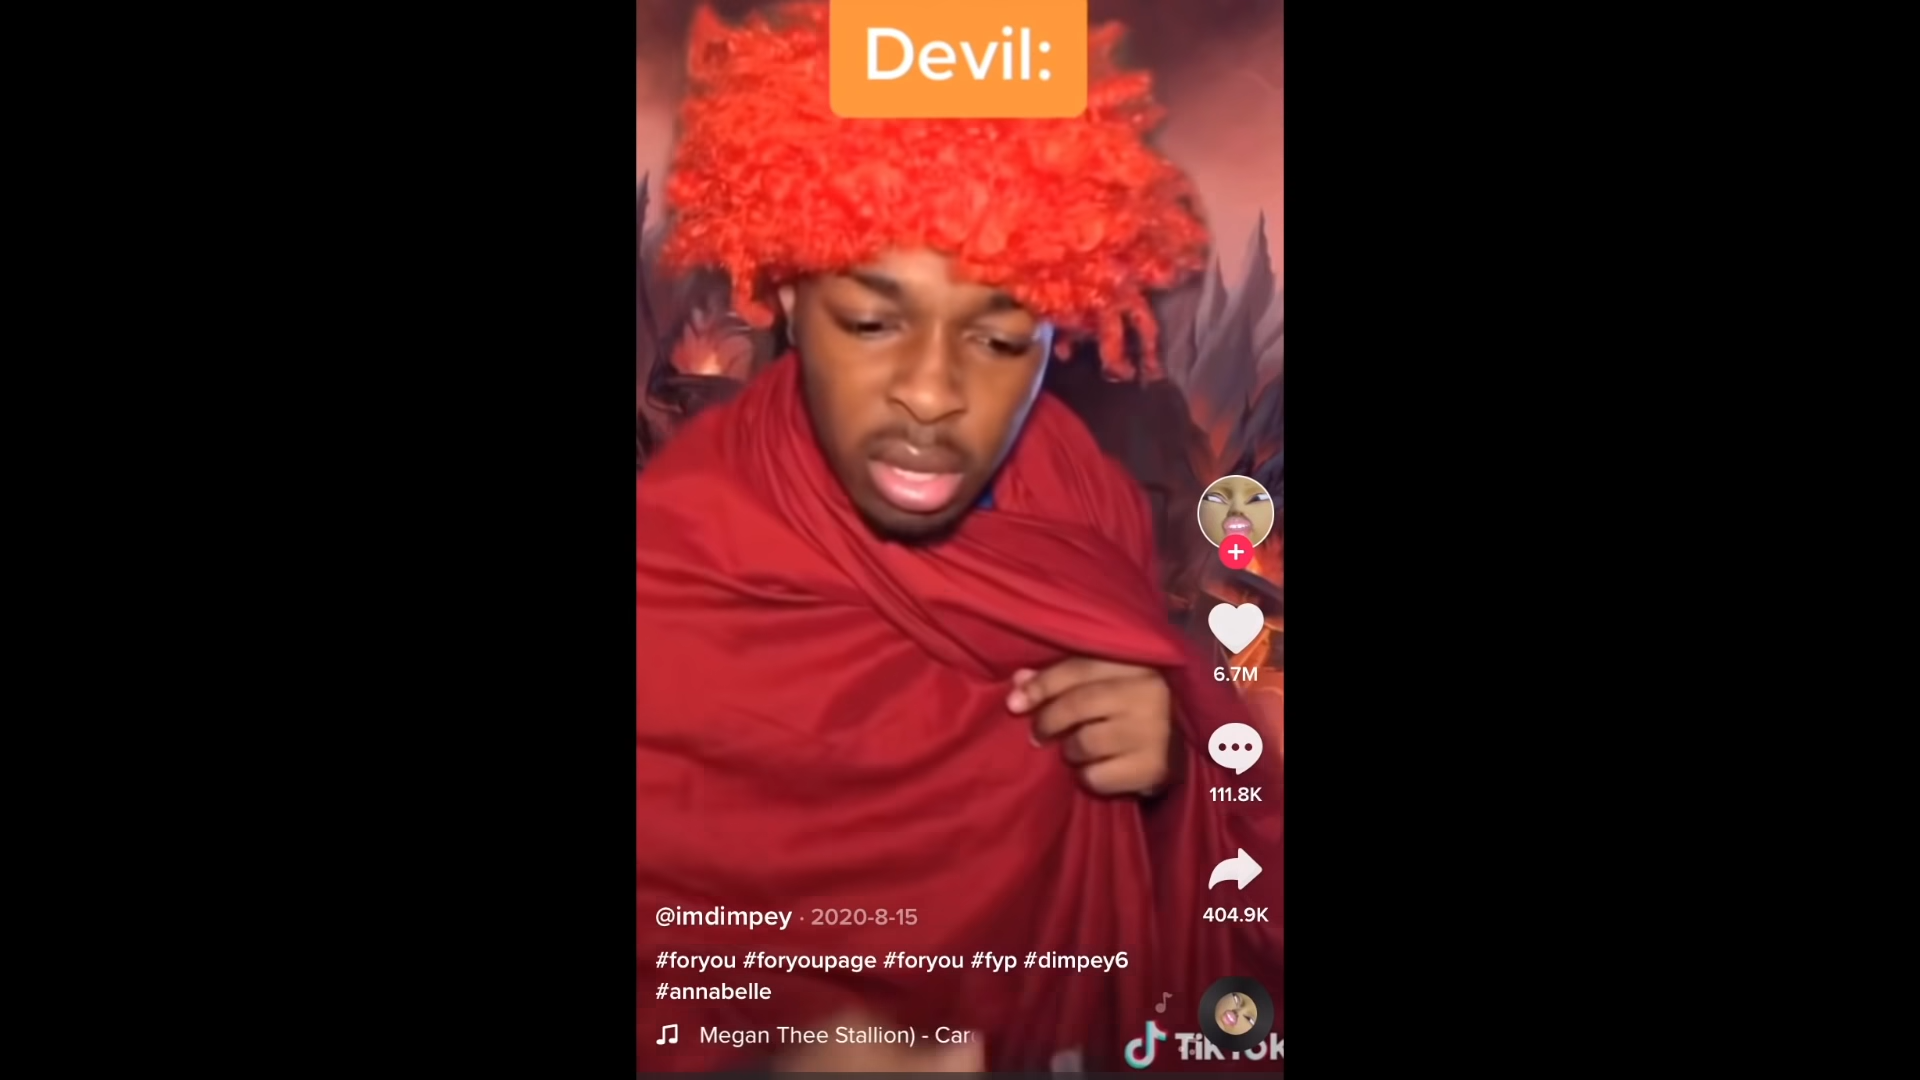 Devil:
6.7M
111.8K
404.9K
@imdimpey · 2020-8-15
#foryou #foryoupage #foryou #fyp #dimpey6
#annabelle
Megan Thee Stallion) - Car
TikTok